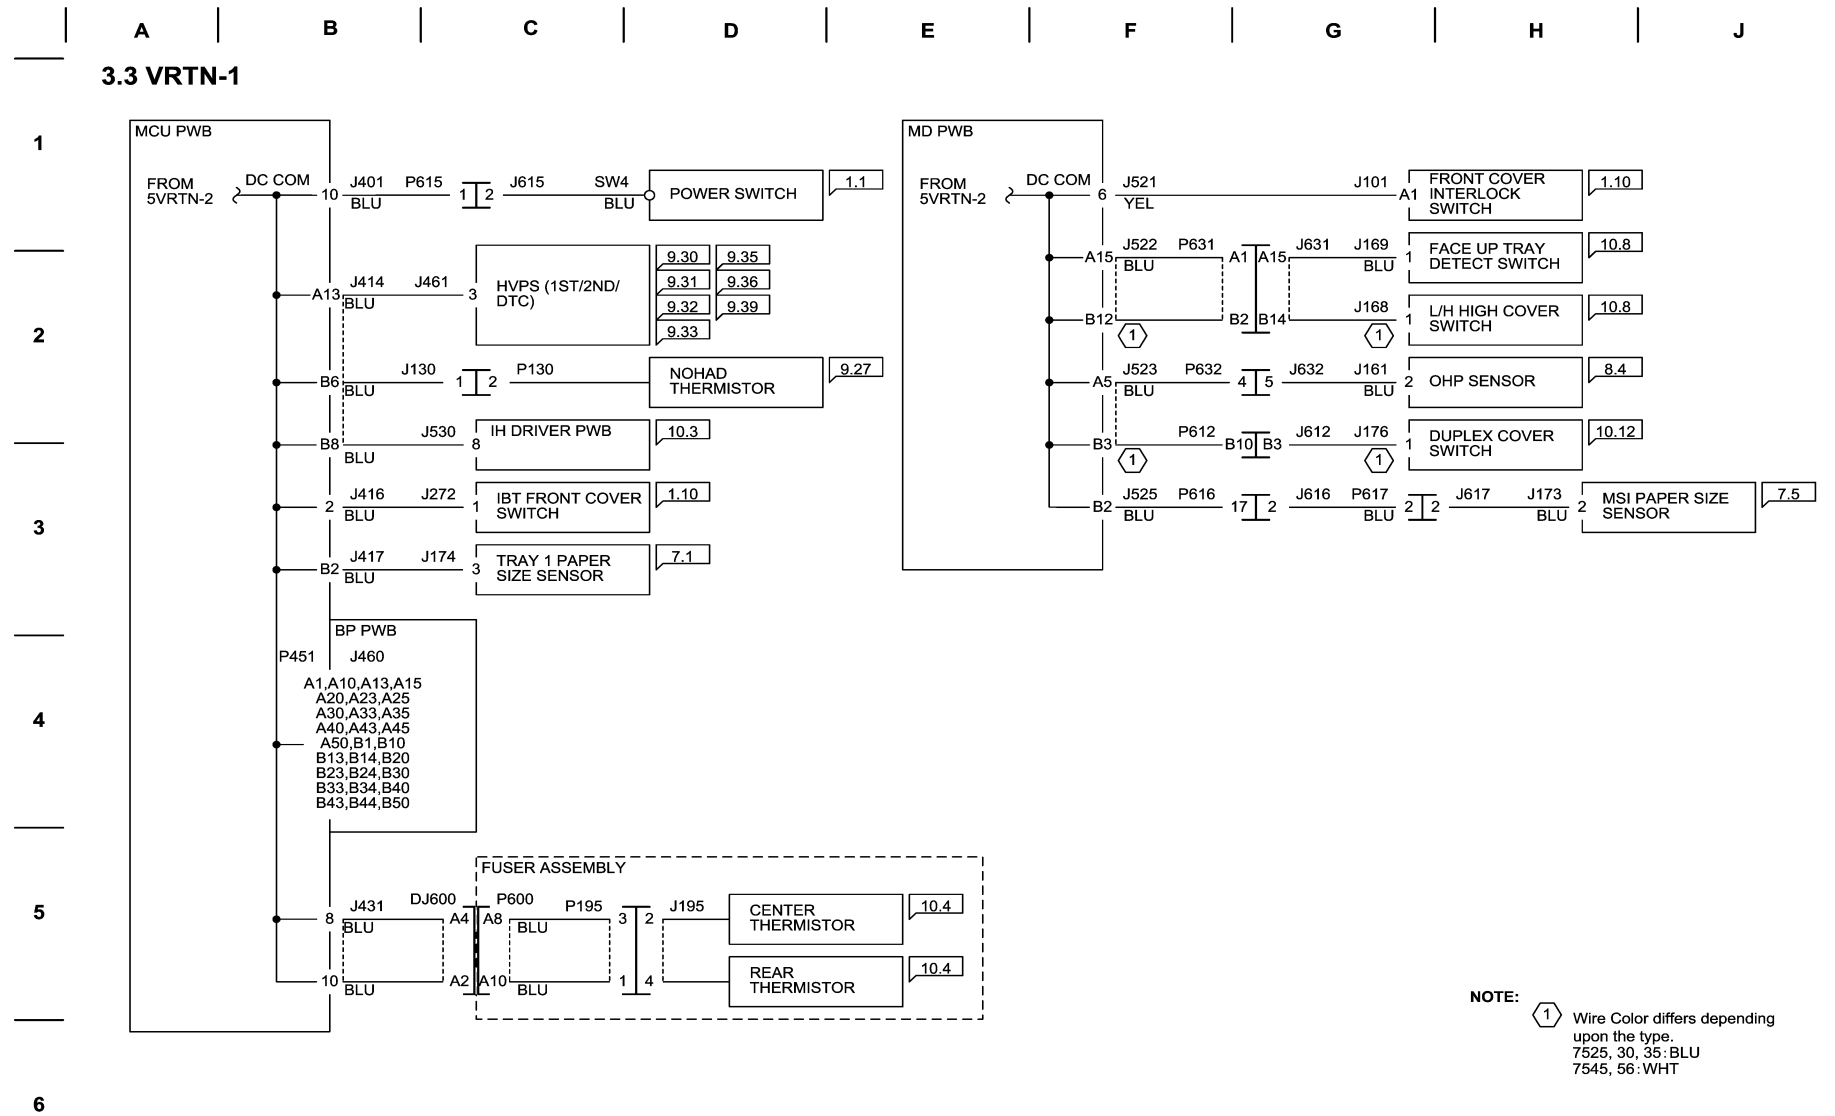 A B C D E F G H J
3.3 VRTN-1
1
2
3
4
5
6
MCU PWB
FROM
5VRTN-2
DC COM
10 J401 BLU P615 1 2 J615 SW4 BLU
POWER SWITCH
1.1
A13 J414 BLU J461 3
HVPS (1ST/2ND/
DTC)
9.30 9.35
9.31 9.36
9.32 9.39
9.33
B6 BLU J130 1 2 P130
NOHAD
THERMISTOR
9.27
B8 BLU J530 8
IH DRIVER PWB
10.3
2 J416 BLU J272 1
IBT FRONT COVER
SWITCH
1.10
B2 J417 BLU J174 3
TRAY 1 PAPER
SIZE SENSOR
7.1
BP PWB
P451 J460
A1,A10,A13,A15
A20,A23,A25
A30,A33,A35
A40,A43,A45
A50,B1,B10
B13,B14,B20
B23,B24,B30
B33,B34,B40
B43,B44,B50
FUSER ASSEMBLY
8 J431 BLU DJ600 A4 A8 P600 BLU P195 3 2 J195
CENTER
THERMISTOR
10.4
10 BLU A2 A10 BLU 1 4
REAR
THERMISTOR
10.4
MD PWB
FROM
5VRTN-2
DC COM
6 J521 YEL J101 A1
FRONT COVER
INTERLOCK
SWITCH
1.10
A15 J522 BLU P631 A1 A15 J631 J169 BLU 1
FACE UP TRAY
DETECT SWITCH
10.8
B12 1 B2 B14 J168 1 1
L/H HIGH COVER
SWITCH
10.8
A5 J523 BLU P632 4 5 J632 J161 BLU 2
OHP SENSOR
8.4
B3 1 P612 B10 B3 J612 J176 1 1
DUPLEX COVER
SWITCH
10.12
B2 J525 BLU P616 17 2 J616 P617 BLU 2 2 J617 J173 BLU 2
MSI PAPER SIZE
SENSOR
7.5
NOTE:
1 Wire Color differs depending
upon the type.
7525, 30, 35:BLU
7545, 56:WHT